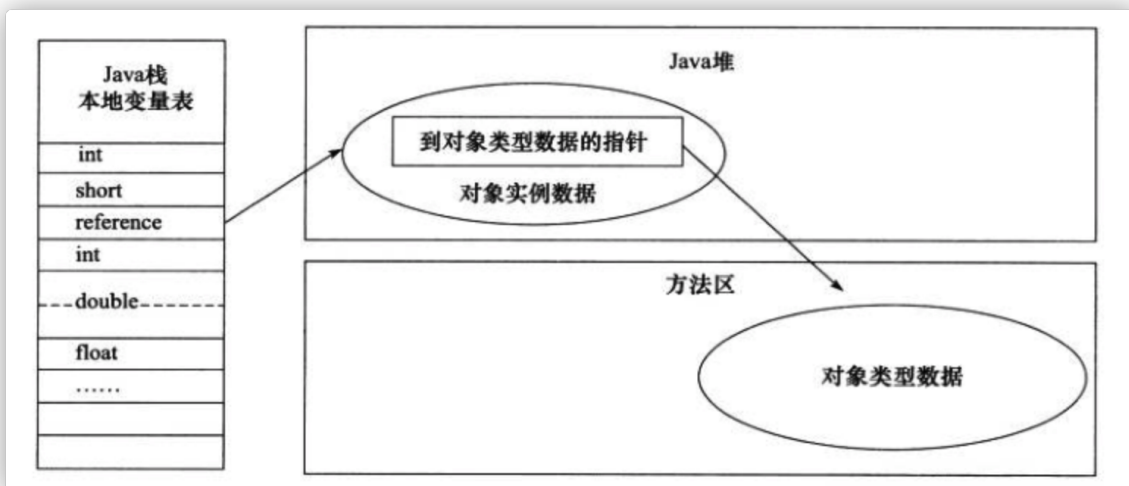 Java栈
本地变量表
int
short
reference
int
double
float
……
Java堆
到对象类型数据的指针
对象实例数据
方法区
对象类型数据